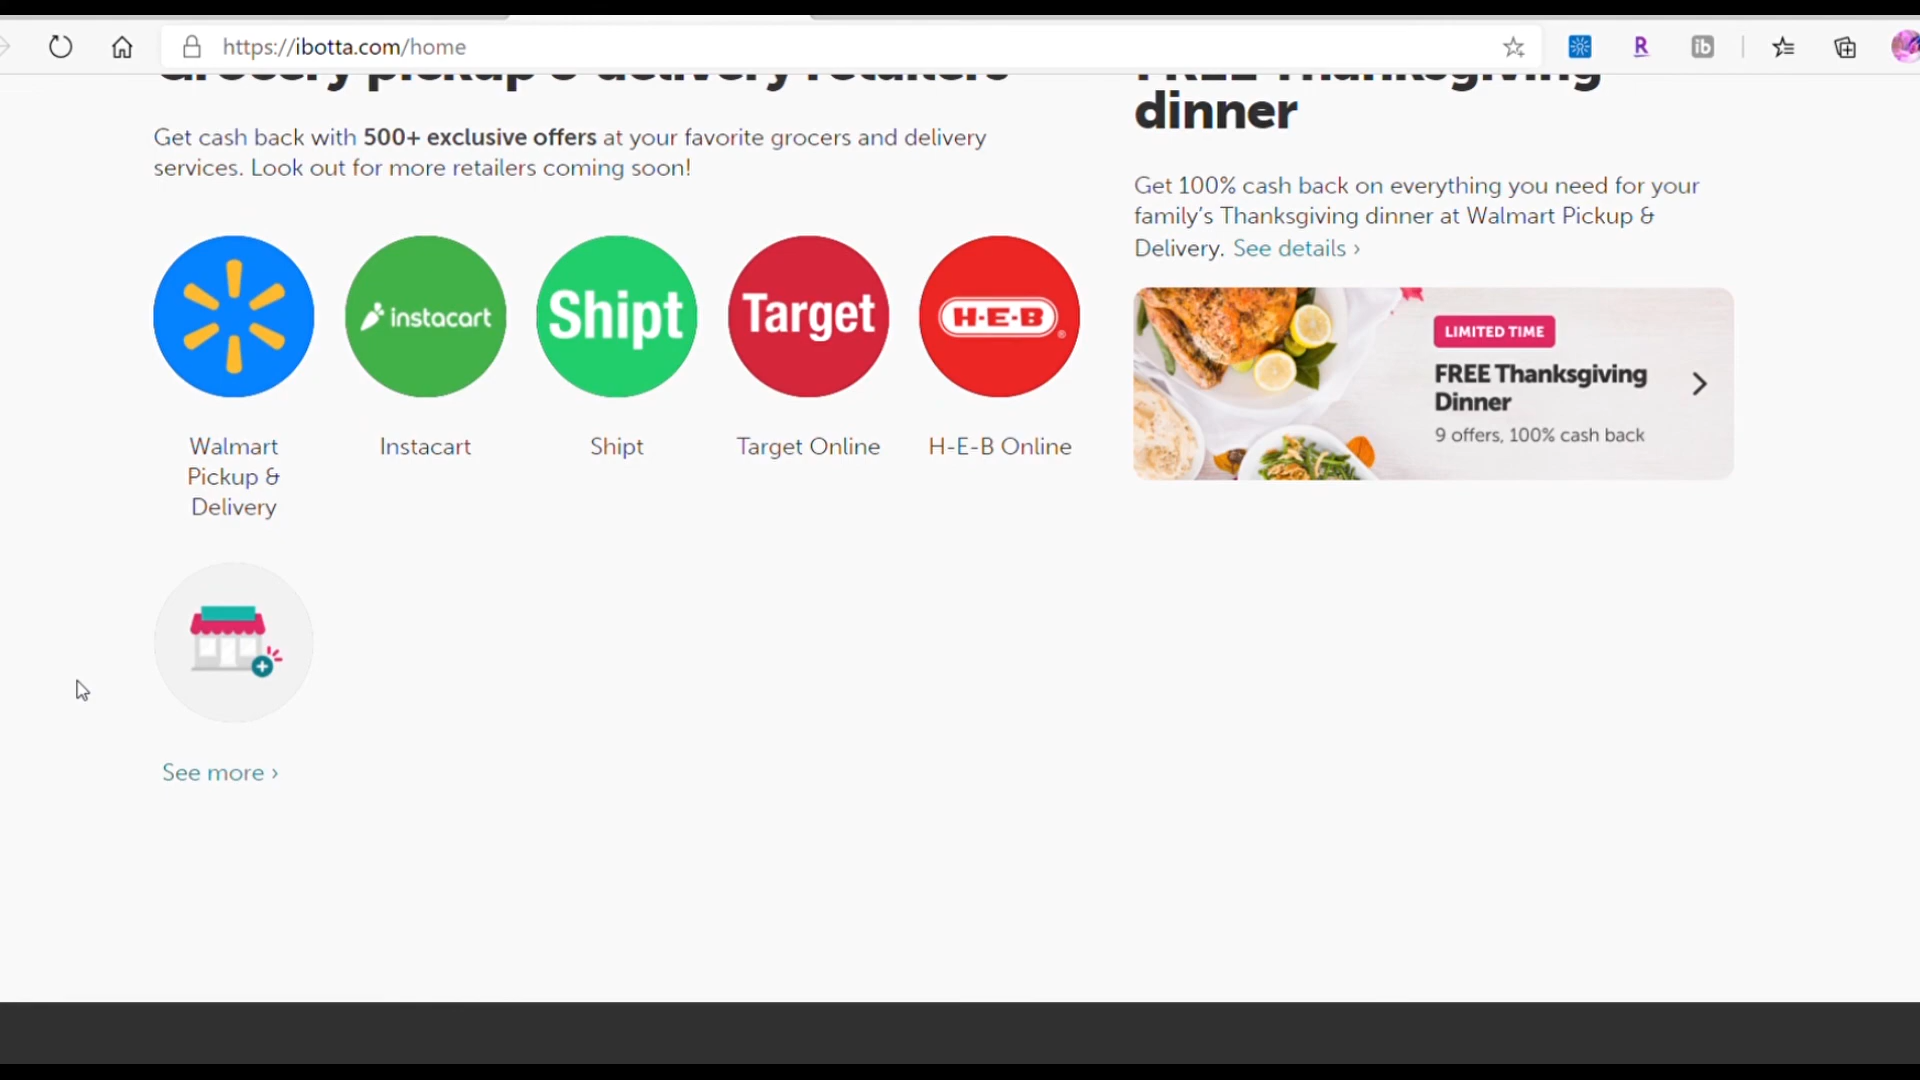 https://ibotta.com/home
R
ib
Grocery pickup & delivery retailers
Get cash back with 500+ exclusive offers at your favorite grocers and delivery
services. Look out for more retailers coming soon!
instacart
Shipt
Target
H-E-B
Walmart
Pickup &
Delivery
Instacart
Shipt
Target Online
H-E-B Online
See more ›
FREE Thanksgiving
dinner
Get 100% cash back on everything you need for your
family's Thanksgiving dinner at Walmart Pickup &
Delivery. See details ›
LIMITED TIME
FREE Thanksgiving
Dinner
9 offers, 100% cash back